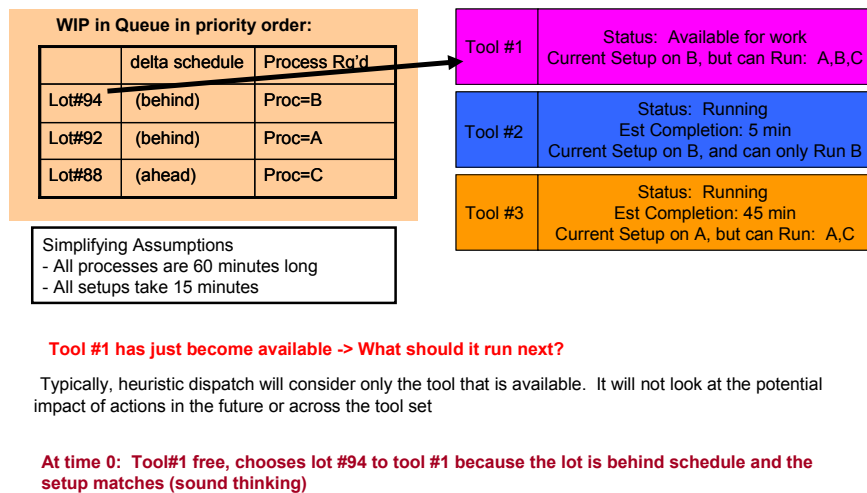 WIP in Queue in priority order:
delta schedule Process Rq'd
Lot#94 (behind) Proc=B
Lot#92 (behind) Proc=A
Lot#88 (ahead) Proc=C
Simplifying Assumptions
- All processes are 60 minutes long
- All setups take 15 minutes
Tool #1
Status: Available for work
Current Setup on B, but can Run: A,B,C
Tool #2
Status: Running
Est Completion: 5 min
Current Setup on B, and can only Run B
Tool #3
Status: Running
Est Completion: 45 min
Current Setup on A, but can Run: A,C
Tool #1 has just become available -> What should it run next?
Typically, heuristic dispatch will consider only the tool that is available. It will not look at the potential
impact of actions in the future or across the tool set
At time 0: Tool#1 free, chooses lot #94 to tool #1 because the lot is behind schedule and the
setup matches (sound thinking)